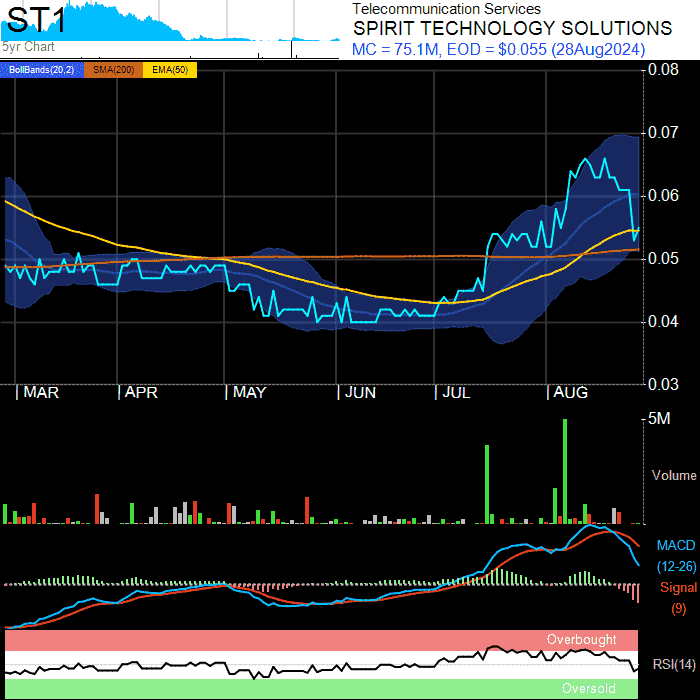 ST1
5yr Chart
Telecommunication Services
SPIRIT TECHNOLOGY SOLUTIONS
MC = 75.1M, EOD = $0.055 (28Aug2024)
BollBands(20,2) SMA(200) EMA(50)
0.08
0.07
0.06
0.05
0.04
0.03
MAR APR MAY JUN JUL AUG
5M
Volume
MACD
(12-26)
Signal
(9)
Overbought
RSI(14)
Oversold